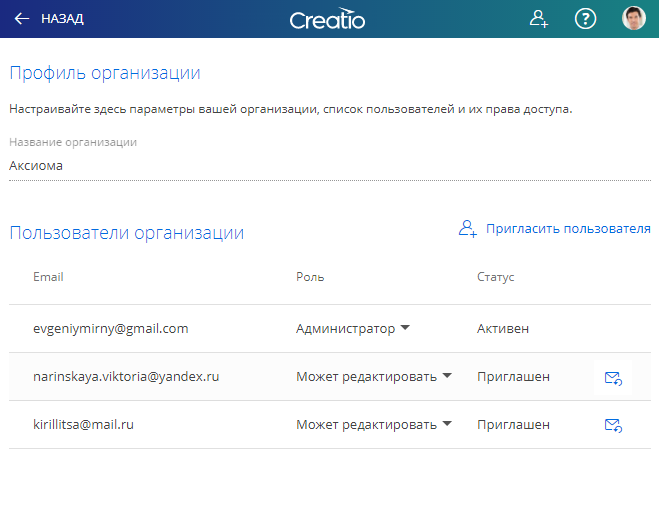 НАЗАД
Creatio
?
Профиль организации
Настраивайте здесь параметры вашей организации, список пользователей и их права доступа.
Название организации
Аксиома
Пользователи организации
Пригласить пользователя
Email Роль Статус
evgeniymirny@gmail.com Администратор Активен
narinskaya.viktoria@yandex.ru Может редактировать Приглашен
kirillitsa@mail.ru Может редактировать Приглашен